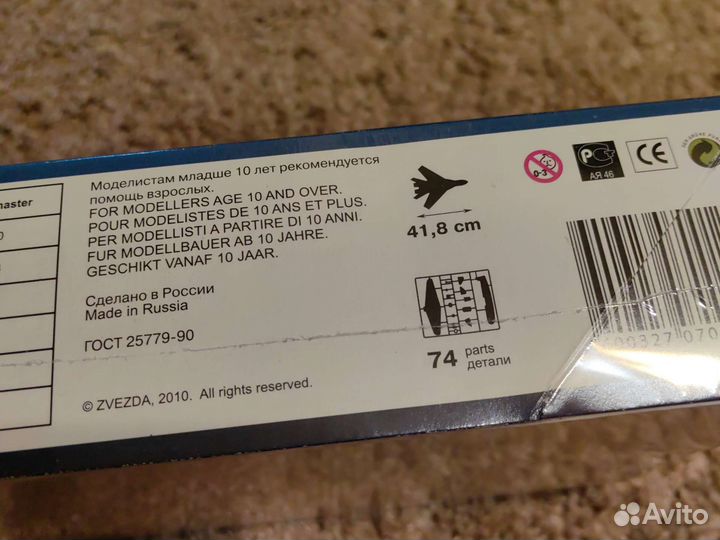 master
0
Моделистам младше 10 лет рекомендуется
помощь взрослых.
FOR MODELLERS AGE 10 AND OVER.
POUR MODELISTES DE 10 ANS ET PLUS.
PER MODELLISTI A PARTIRE DI 10 ANNI.
FUR MODELLBAUER AB 10 JAHRE.
GESCHIKT VANAF 10 JAAR.
Сделано в России
Made in Russia
ГОСТ 25779-90
© ZVEZDA, 2010. All rights reserved.
41,8 cm
74 parts
детали
0-3
РСТ
АЯ 46
CE
Avito